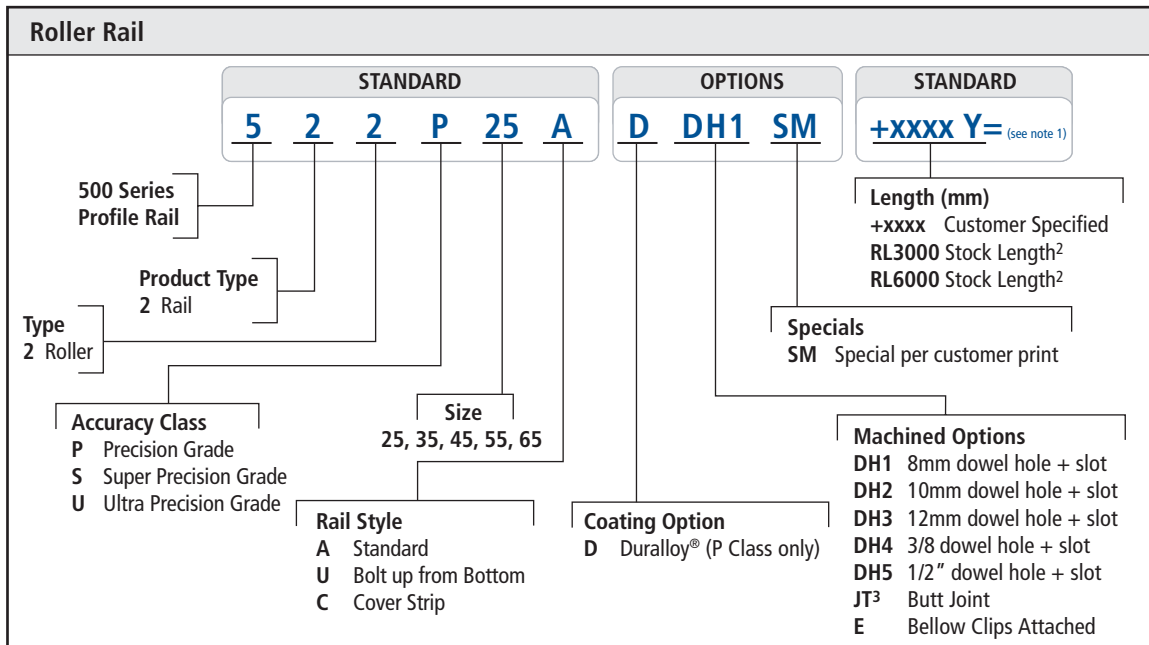 Roller Rail
STANDARD
OPTIONS
STANDARD
5 2 2 P 25 A
D DH1 SM
+xxxx Y= (see note 1)
500 Series
Profile Rail
Product Type
2 Rail
Type
2 Roller
Accuracy Class
P Precision Grade
S Super Precision Grade
U Ultra Precision Grade
Size
25, 35, 45, 55, 65
Rail Style
A Standard
U Bolt up from Bottom
C Cover Strip
Coating Option
D Duralloy® (P Class only)
Length (mm)
+xxxx Customer Specified
RL3000 Stock Length²
RL6000 Stock Length²
Specials
SM Special per customer print
Machined Options
DH1 8mm dowel hole + slot
DH2 10mm dowel hole + slot
DH3 12mm dowel hole + slot
DH4 3/8 dowel hole + slot
DH5 1/2” dowel hole + slot
JT³ Butt Joint
E Bellow Clips Attached